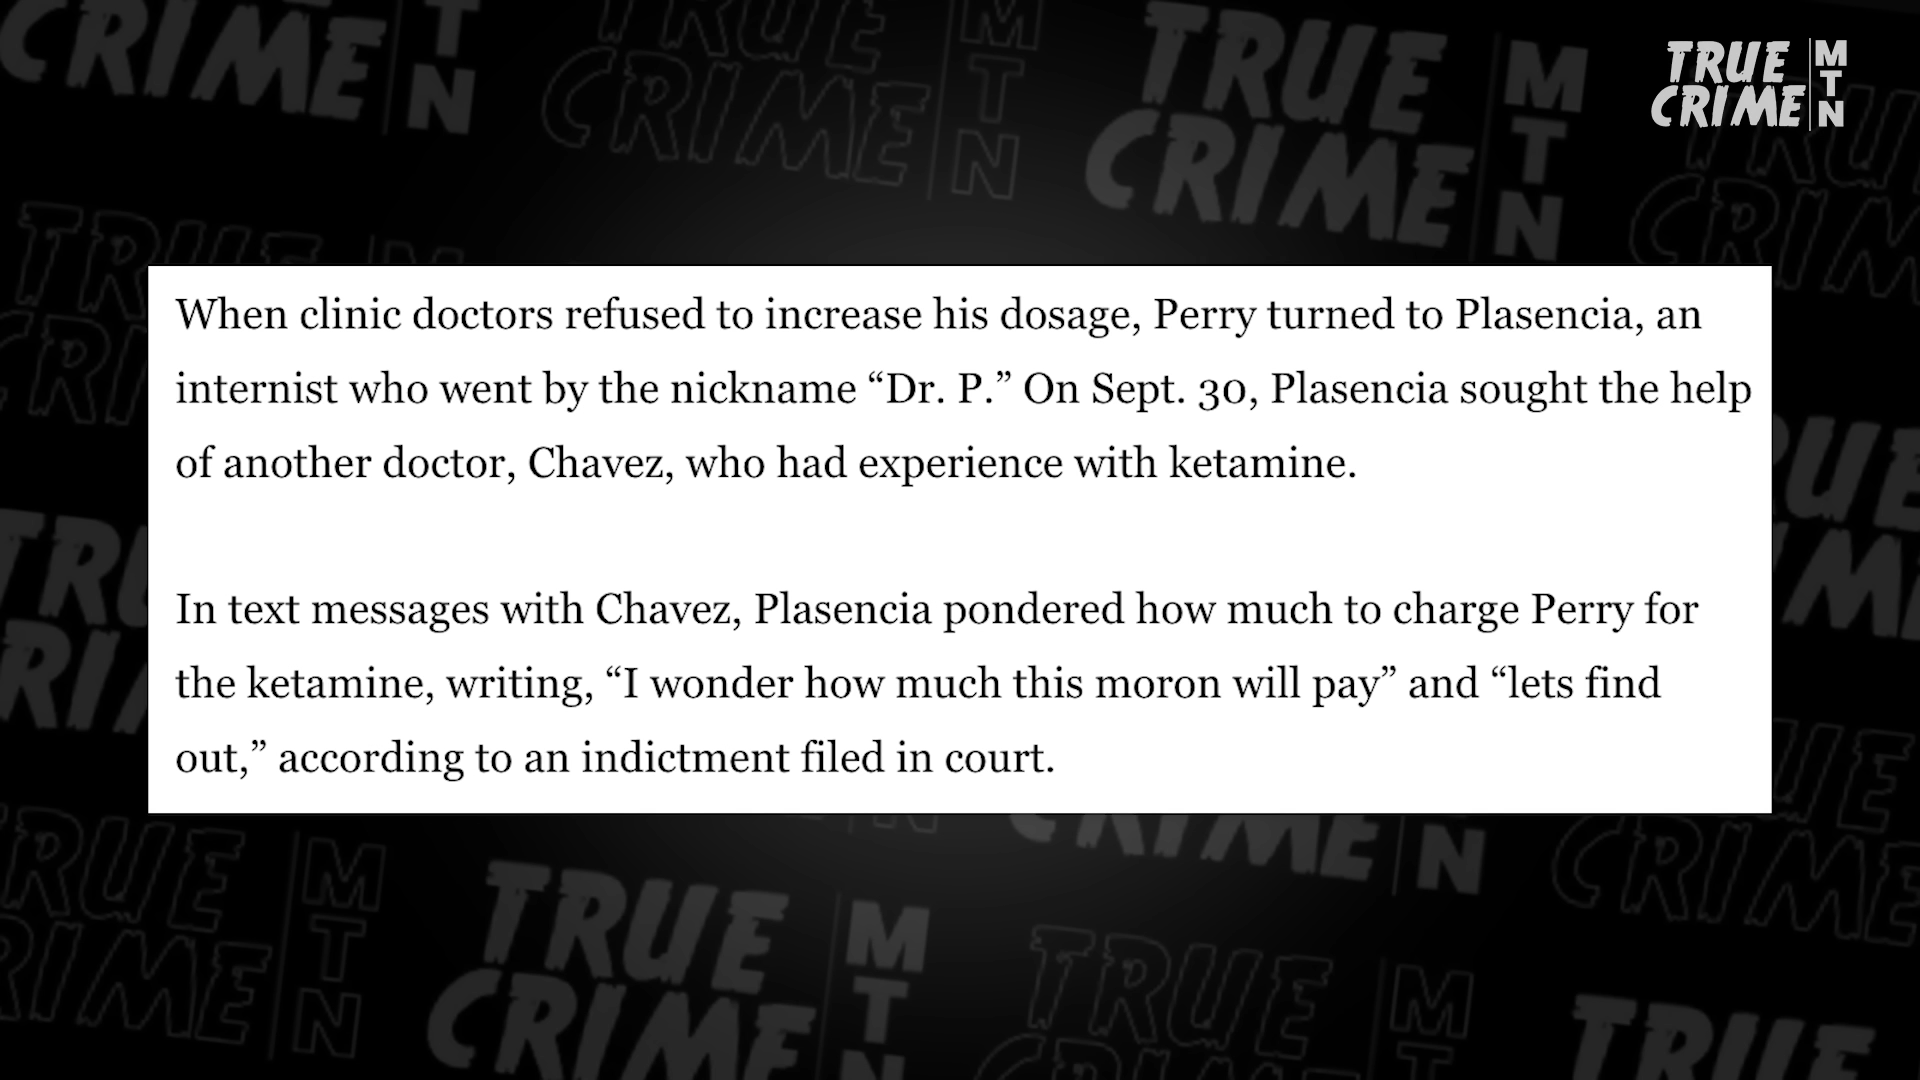 TRUE
CRIME
MTN
When clinic doctors refused to increase his dosage, Perry turned to Plasencia, an
internist who went by the nickname “Dr. P.” On Sept. 30, Plasencia sought the help
of another doctor, Chavez, who had experience with ketamine.
In text messages with Chavez, Plasencia pondered how much to charge Perry for
the ketamine, writing, “I wonder how much this moron will pay” and “lets find
out,” according to an indictment filed in court.